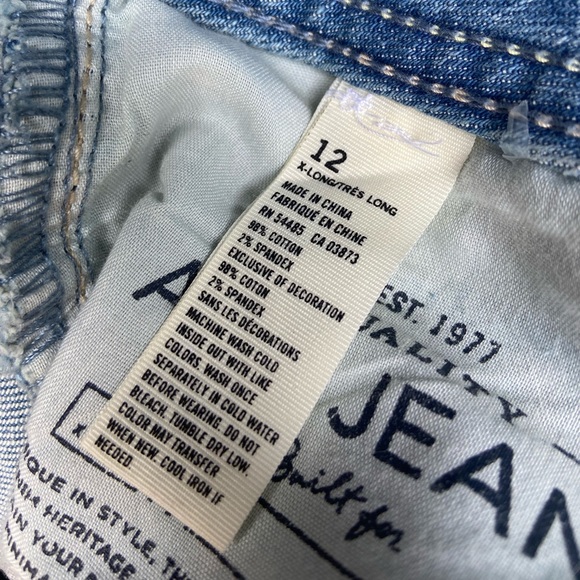 12
X-LONG/TRÈS LONG
MADE IN CHINA
FABRIQUÉ EN CHINE
RN 54485 CA 03873
98% COTTON
2% SPANDEX
EXCLUSIVE OF DECORATION
98% COTON
2% SPANDEX
SANS LES DÉCORATIONS
MACHINE WASH COLD
INSIDE OUT WITH LIKE
COLORS. WASH ONCE
SEPARATELY IN COLD WATER
BEFORE WEARING. DO NOT
BLEACH. TUMBLE DRY LOW.
COLOR MAY TRANSFER
WHEN NEW. COOL IRON IF
NEEDED
EST. 1977
JEAN
Built for
IN STYLE,
HERITAGE
IN YOUR